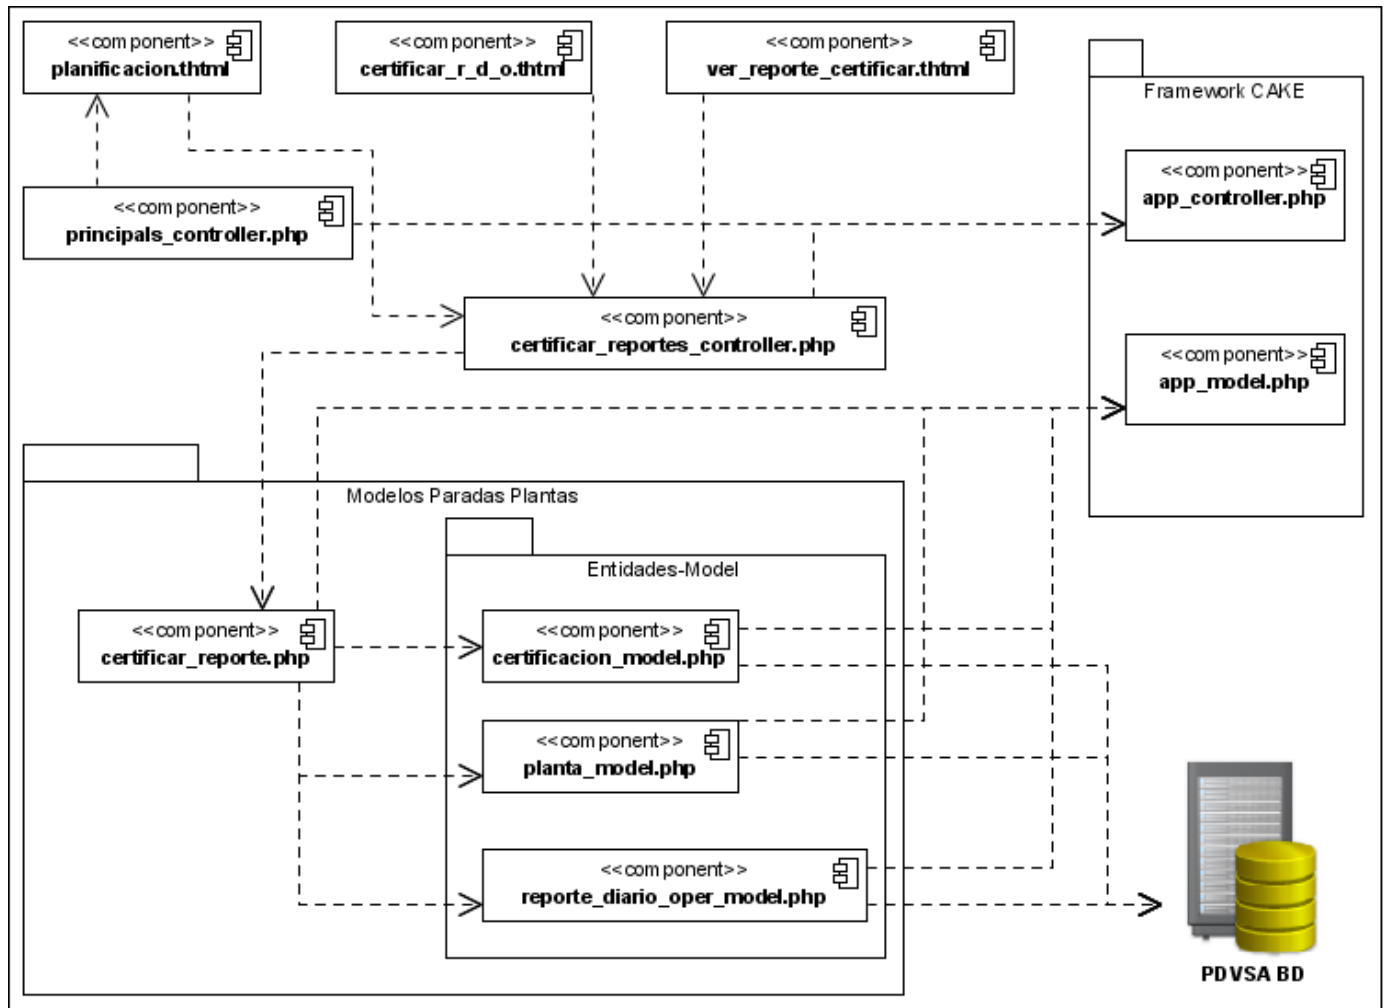 <<component>>
planificacion.thtml
<<component>>
certificar_r_d_o.thtml
<<component>>
ver_reporte_certificar.thtml
Framework CAKE
<<component>>
app_controller.php
<<component>>
principals_controller.php
<<component>>
certificar_reportes_controller.php
<<component>>
app_model.php
Modelos Paradas Plantas
Entidades-Model
<<component>>
certificar_reporte.php
<<component>>
certificacion_model.php
<<component>>
planta_model.php
<<component>>
reporte_diario_oper_model.php
PDVSA BD